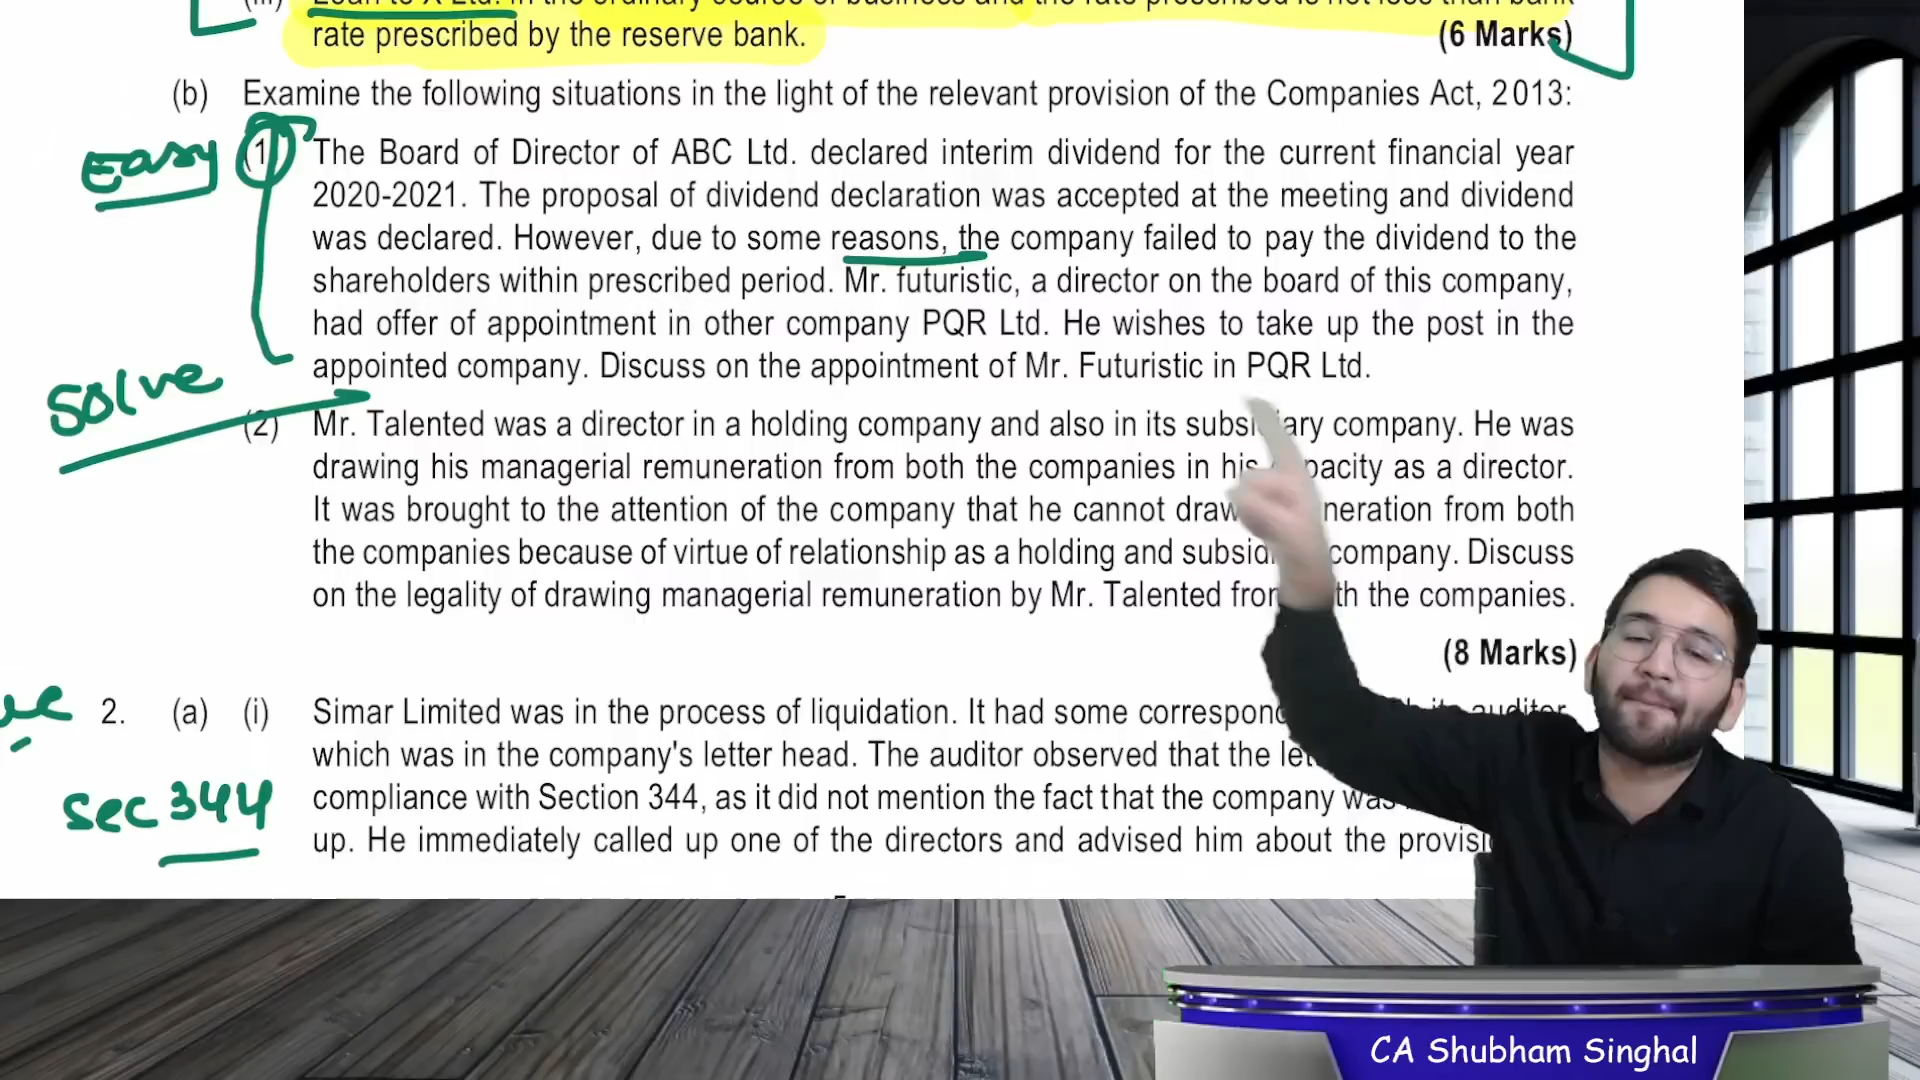 rate prescribed by the reserve bank.
(6 Marks)
(b) Examine the following situations in the light of the relevant provision of the Companies Act, 2013:
Easy
(1) The Board of Director of ABC Ltd. declared interim dividend for the current financial year
2020-2021. The proposal of dividend declaration was accepted at the meeting and dividend
was declared. However, due to some reasons, the company failed to pay the dividend to the
shareholders within prescribed period. Mr. futuristic, a director on the board of this company,
had offer of appointment in other company PQR Ltd. He wishes to take up the post in the
appointed company. Discuss on the appointment of Mr. Futuristic in PQR Ltd.
Solve
(2) Mr. Talented was a director in a holding company and also in its company. He was
drawing his managerial remuneration from both the companies in his as a director.
It was brought to the attention of the company that he cannot draw from both
the companies because of virtue of relationship as a holding and company. Discuss
on the legality of drawing managerial remuneration by Mr. Talented the companies.
(8 Marks)
2. (a) (i) Simar Limited was in the process of liquidation. It had some
which was in the company's letter head. The auditor observed that the
sec 344
compliance with Section 344, as it did not mention the fact that the company was
up. He immediately called up one of the directors and advised him about the
CA Shubham Singhal